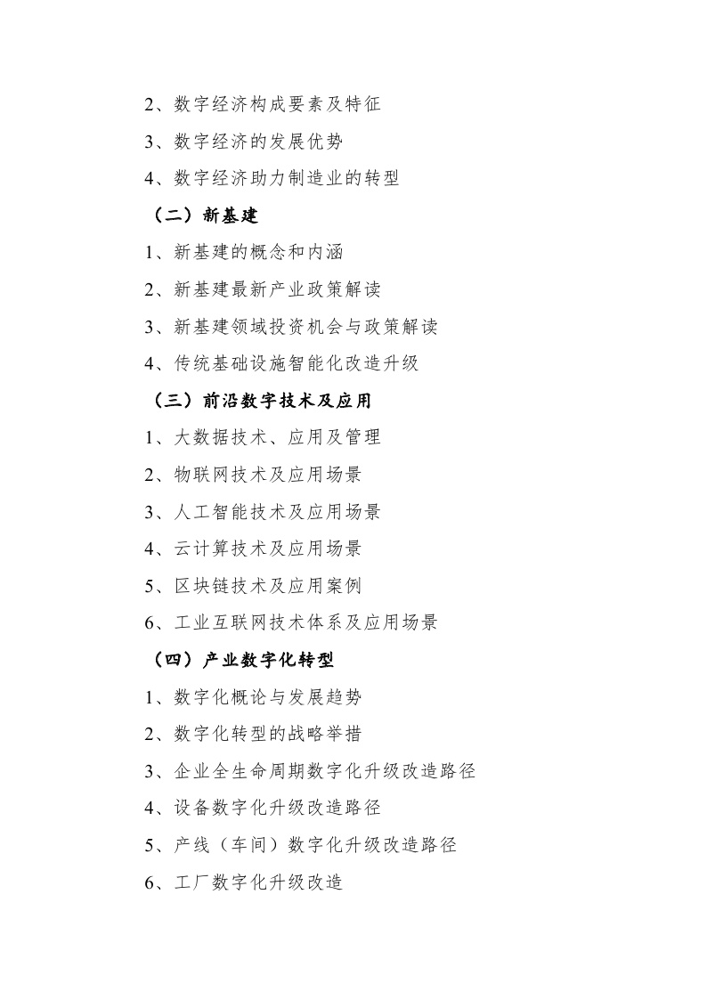 2、数字经济构成要素及特征
3、数字经济的发展优势
4、数字经济助力制造业的转型
（二）新基建
1、新基建的概念和内涵
2、新基建最新产业政策解读
3、新基建领域投资机会与政策解读
4、传统基础设施智能化改造升级
（三）前沿数字技术及应用
1、大数据技术、应用及管理
2、物联网技术及应用场景
3、人工智能技术及应用场景
4、云计算技术及应用场景
5、区块链技术及应用案例
6、工业互联网技术体系及应用场景
（四）产业数字化转型
1、数字化概论与发展趋势
2、数字化转型的战略举措
3、企业全生命周期数字化升级改造路径
4、设备数字化升级改造路径
5、产线（车间）数字化升级改造路径
6、工厂数字化升级改造